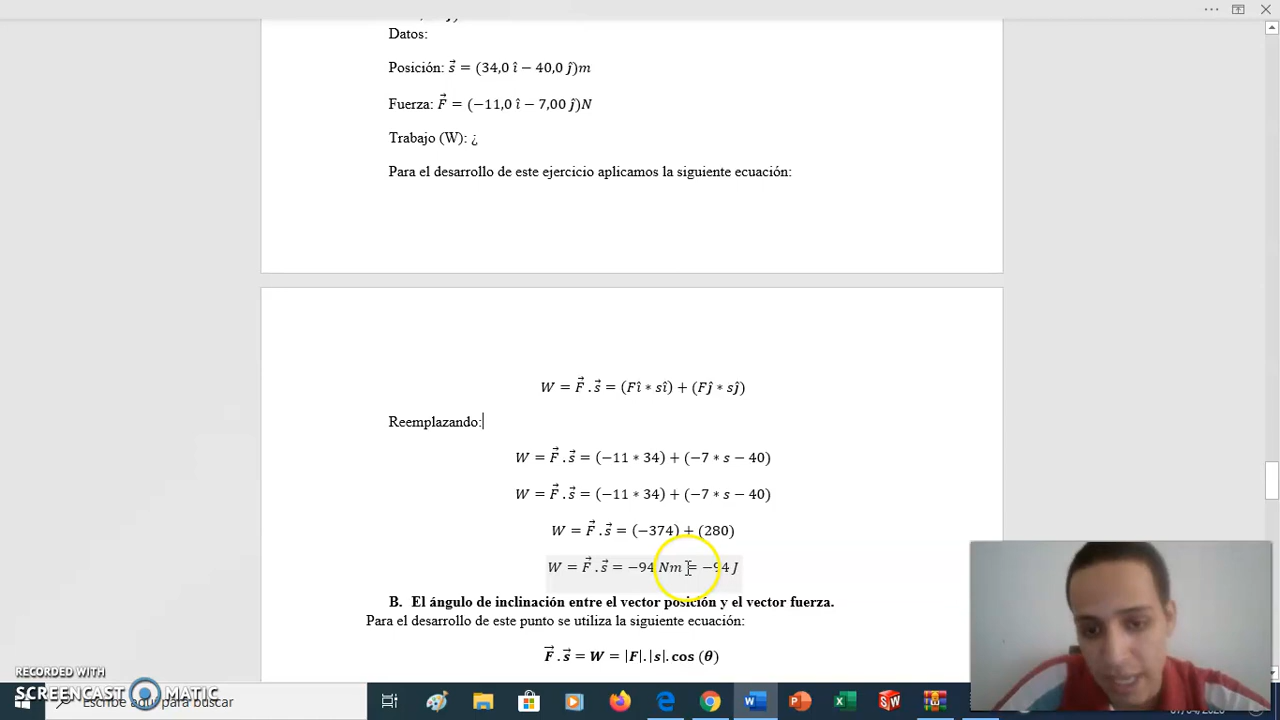 Datos:
Posición: s⃗ = (34,0 î − 40,0 ĵ)m
Fuerza: F⃗ = (−11,0 î − 7,00 ĵ)N
Trabajo (W): ¿
Para el desarrollo de este ejercicio aplicamos la siguiente ecuación:
W = F⃗ . s⃗ = (Fî ∗ sî) + (Fĵ ∗ sĵ)
Reemplazando:
W = F⃗ . s⃗ = (−11 ∗ 34) + (−7 ∗ s − 40)
W = F⃗ . s⃗ = (−11 ∗ 34) + (−7 ∗ s − 40)
W = F⃗ . s⃗ = (−374) + (280)
W = F⃗ . s⃗ = −94 Nm = −94 J
B. El ángulo de inclinación entre el vector posición y el vector fuerza.
Para el desarrollo de este punto se utiliza la siguiente ecuación:
F⃗ . s⃗ = W = |F|. |s|. cos (θ)
RECORDED WITH
SCREENCAST MATIC
Escribe aquí para buscar